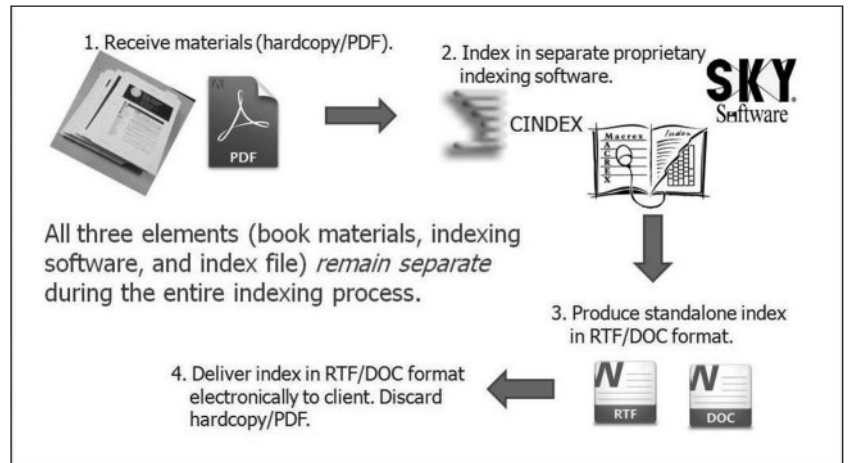 1. Receive materials (hardcopy/PDF).
PDF
2. Index in separate proprietary
indexing software.
CINDEX
SKY
Software
Macrex
Index
MACREX
All three elements (book materials, indexing
software, and index file) remain separate
during the entire indexing process.
3. Produce standalone index
in RTF/DOC format.
N
RTF
N
DOC
4. Deliver index in RTF/DOC format
electronically to client. Discard
hardcopy/PDF.